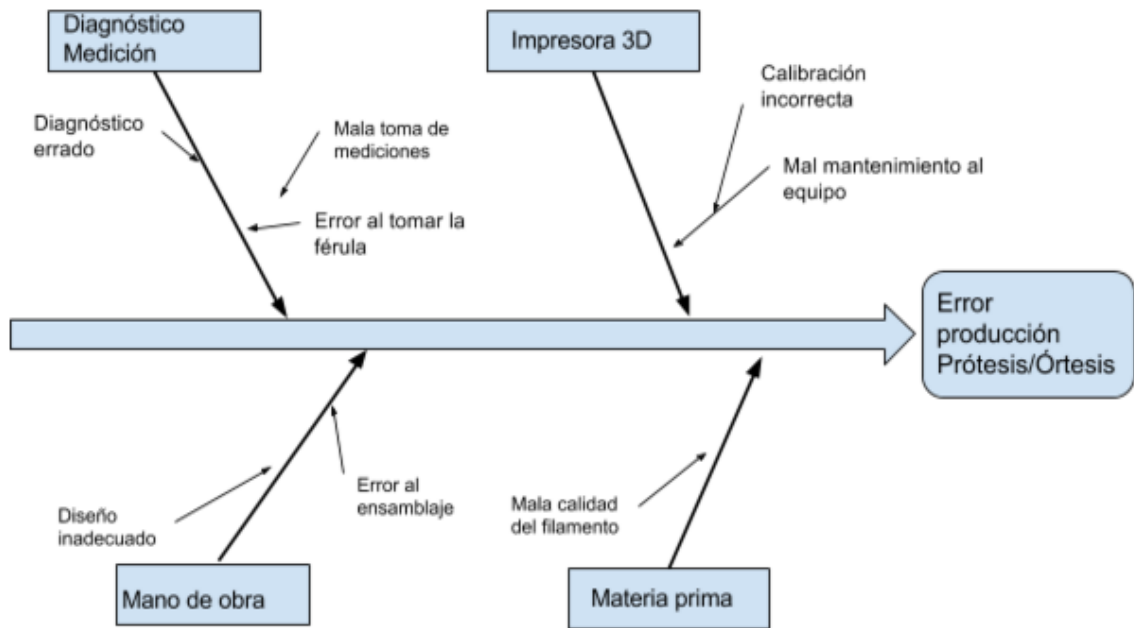 Diagnóstico
Medición
Impresora 3D
Calibración
incorrecta
Diagnóstico
errado
Mala toma de
mediciones
Mal mantenimiento al
equipo
Error al tomar la
férula
Error
producción
Prótesis/Órtesis
Error al
ensamblaje
Mala calidad
del filamento
Diseño
inadecuado
Mano de obra
Materia prima